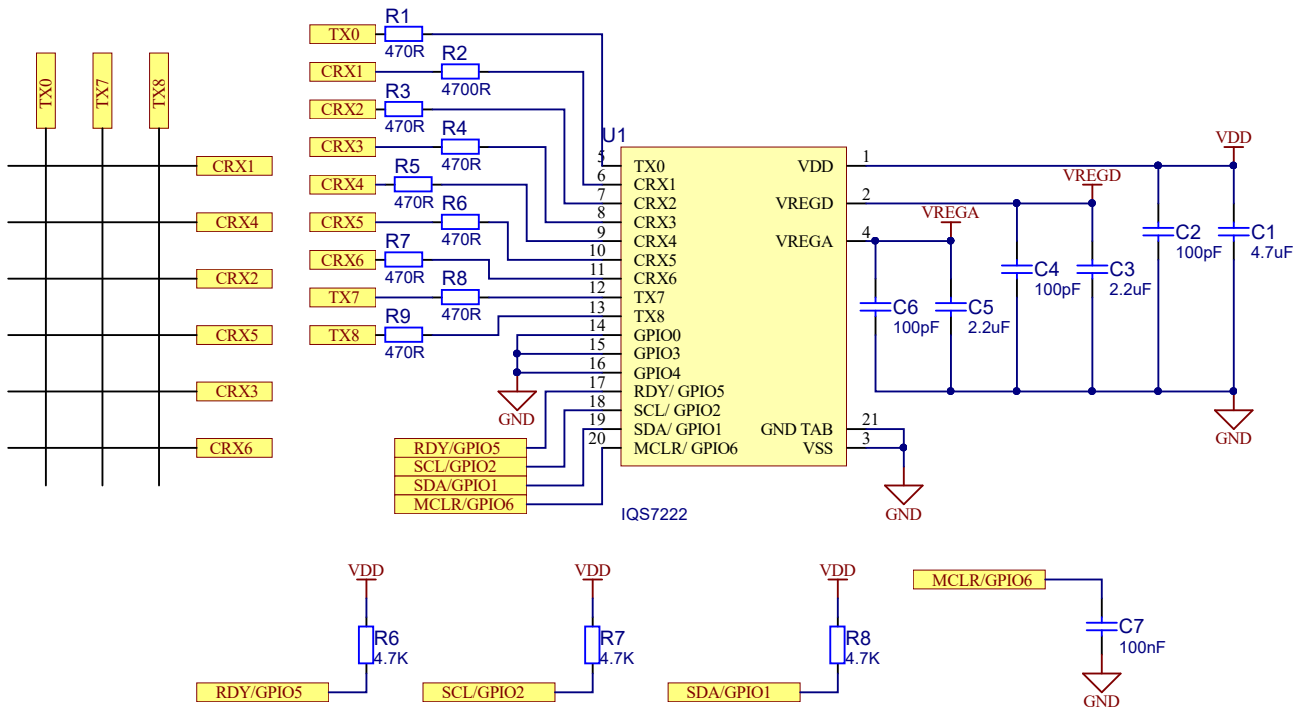 TX0
TX7
TX8
CRX1
CRX4
CRX2
CRX5
CRX3
CRX6
TX0
R1
470R
CRX1
R2
4700R
CRX2
R3
470R
CRX3
R4
470R
CRX4
R5
470R
CRX5
R6
470R
CRX6
R7
470R
TX7
R8
470R
TX8
R9
470R
U1
5 TX0
6 CRX1
7 CRX2
8 CRX3
9 CRX4
10 CRX5
11 CRX6
12 TX7
13 TX8
14 GPIO0
15 GPIO3
16 GPIO4
17 RDY/ GPIO5
18 SCL/ GPIO2
19 SDA/ GPIO1
20 MCLR/ GPIO6
VDD 1
VREGD 2
VREGA 4
GND TAB 21
VSS 3
IQS7222
GND
RDY/GPIO5
SCL/GPIO2
SDA/GPIO1
MCLR/GPIO6
VDD
VREGD
VREGA
C2
100pF
C1
4.7uF
C4
100pF
C3
2.2uF
C6
100pF
C5
2.2uF
GND
GND
VDD
R6
4.7K
RDY/GPIO5
VDD
R7
4.7K
SCL/GPIO2
VDD
R8
4.7K
SDA/GPIO1
MCLR/GPIO6
C7
100nF
GND